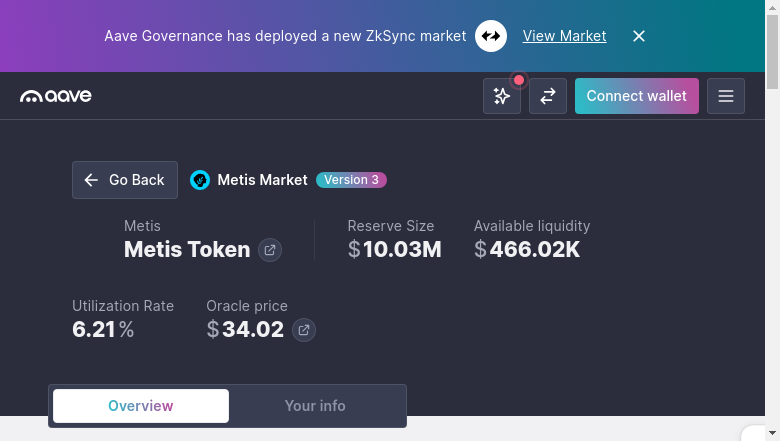 Aave Governance has deployed a new ZkSync market View Market
aave
Connect wallet
Go Back Metis Market Version 3
Metis Reserve Size Available liquidity
Metis Token $10.03M $466.02K
Utilization Rate Oracle price
6.21% $34.02
Overview Your info